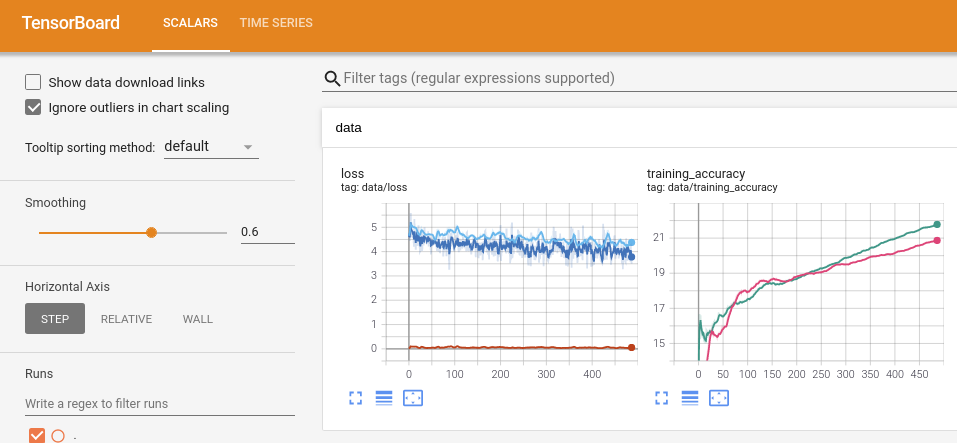 TensorBoard SCALARS TIME SERIES
Show data download links
Ignore outliers in chart scaling
Tooltip sorting method: default
Smoothing
0.6
Horizontal Axis
STEP RELATIVE WALL
Runs
Write a regex to filter runs
.
Filter tags (regular expressions supported)
data
loss
tag: data/loss
5
4
3
2
1
0
0 100 200 300 400
training_accuracy
tag: data/training_accuracy
21
19
17
15
0 50 100 150 200 250 300 350 400 450